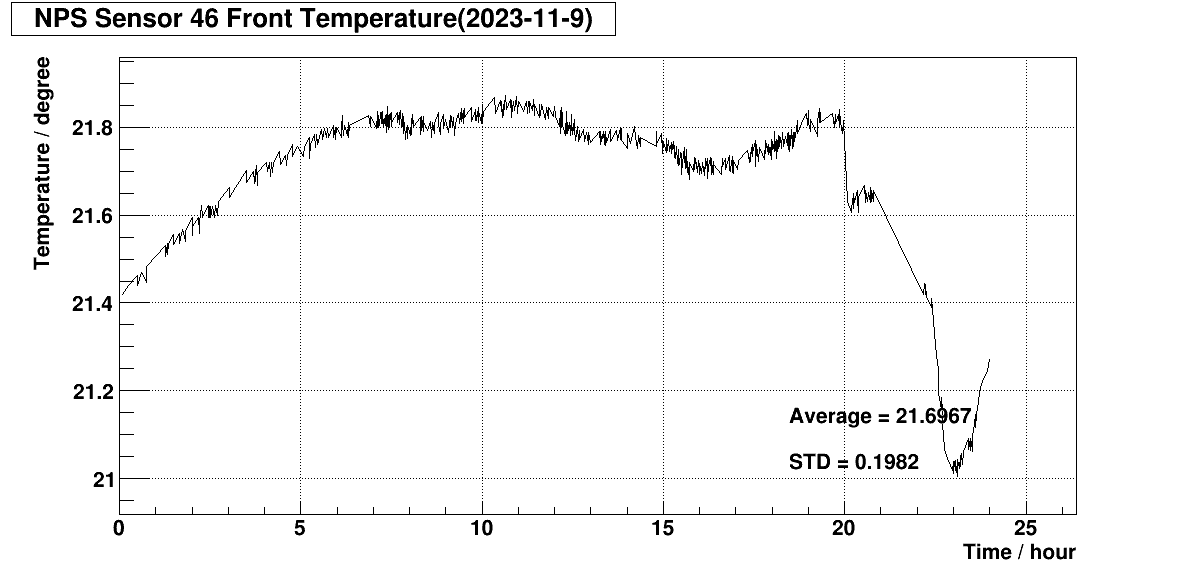 NPS Sensor 46 Front Temperature(2023-11-9)
Temperature / degree
21.8
21.6
21.4
21.2
21
Average = 21.6967
STD = 0.1982
0 5 10 15 20 25
Time / hour